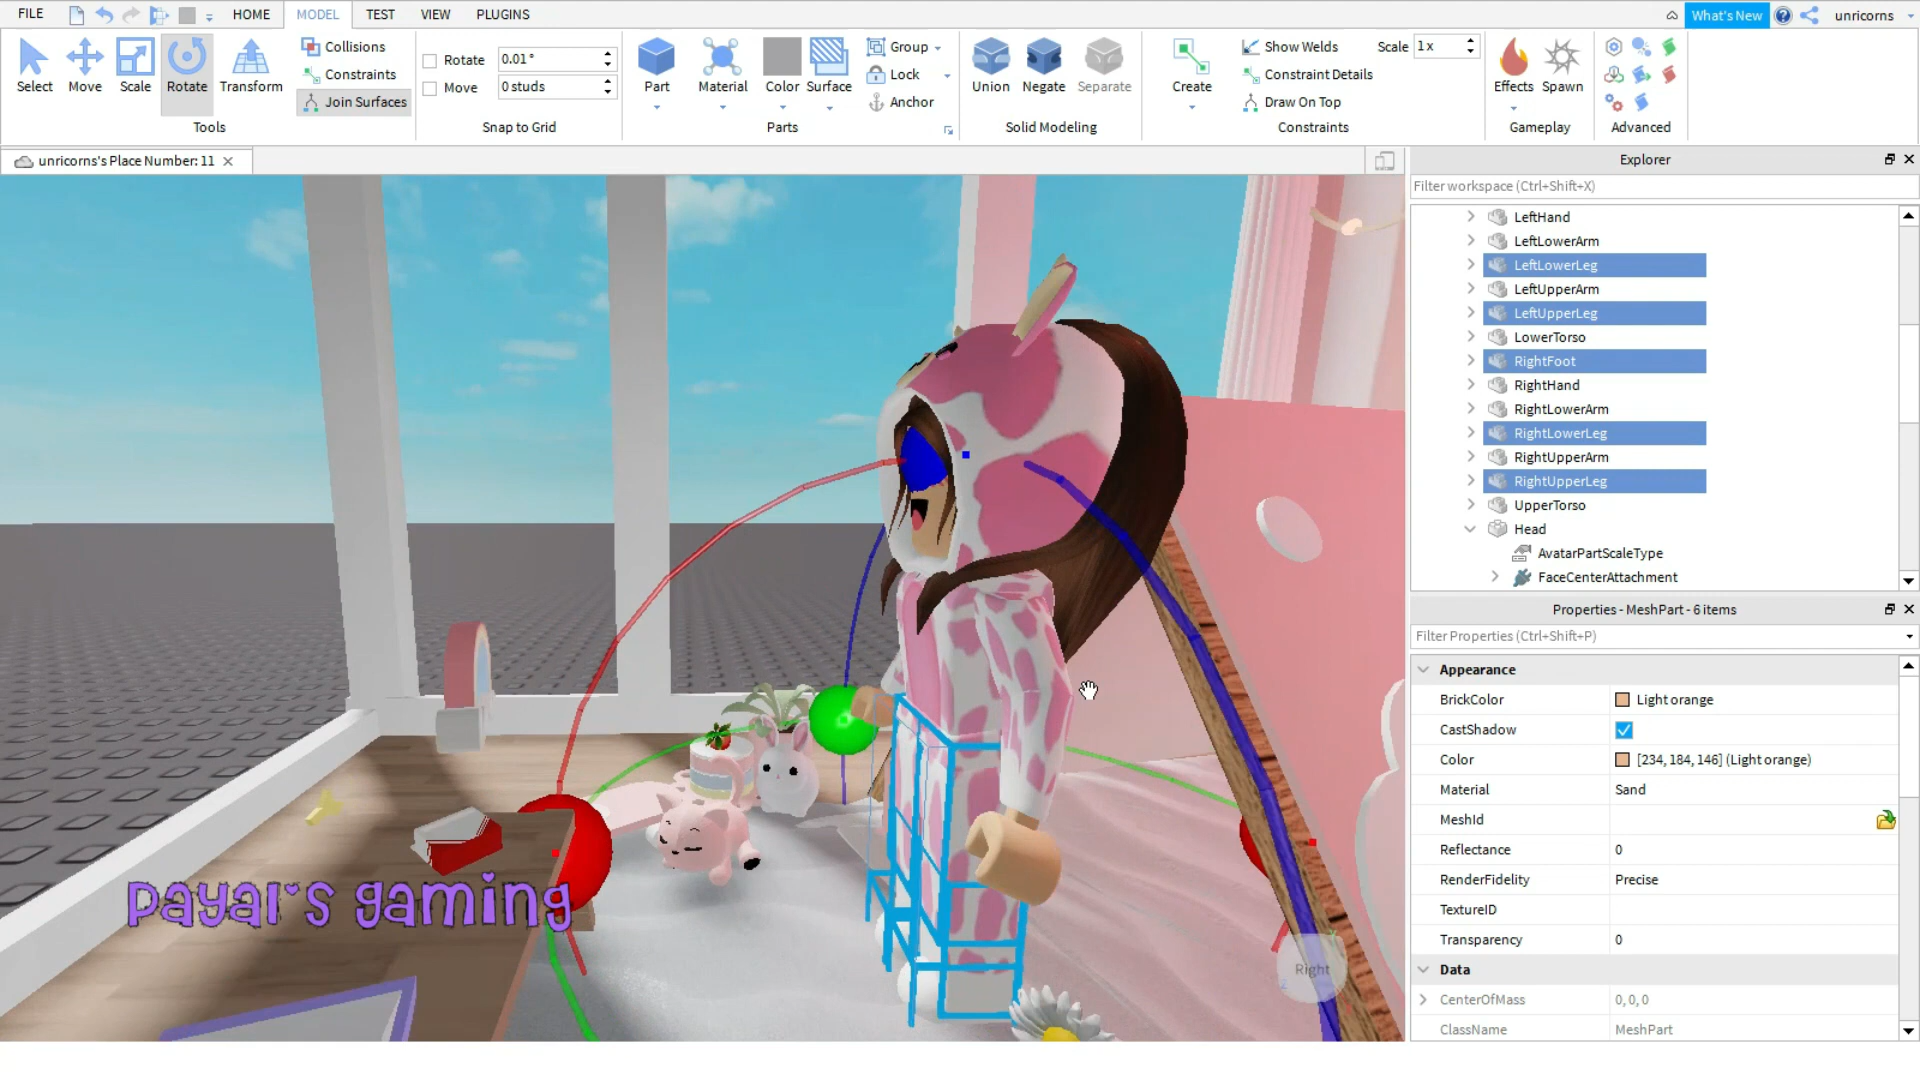 FILE HOME MODEL TEST VIEW PLUGINS What's New unricorns
Select Move Scale Rotate Transform
Collisions
Constraints
Join Surfaces
Tools
Rotate 0.01°
Move 0 studs
Snap to Grid
Part Material Color Surface
Group
Lock
Anchor
Parts
Union Negate Separate
Solid Modeling
Create
Show Welds Scale 1x
Constraint Details
Draw On Top
Constraints
Effects Spawn
Gameplay
Advanced
unricorns's Place Number: 11
Explorer
Filter workspace (Ctrl+Shift+X)
LeftHand
LeftLowerArm
LeftLowerLeg
LeftUpperArm
LeftUpperLeg
LowerTorso
RightFoot
RightHand
RightLowerArm
RightLowerLeg
RightUpperArm
RightUpperLeg
UpperTorso
Head
AvatarPartScaleType
FaceCenterAttachment
Properties - MeshPart - 6 items
Filter Properties (Ctrl+Shift+P)
Appearance
BrickColor Light orange
CastShadow
Color [234, 184, 146] (Light orange)
Material Sand
MeshId
Reflectance 0
RenderFidelity Precise
TextureID
Transparency 0
Data
CenterOfMass 0, 0, 0
ClassName MeshPart
payal's gaming
Right